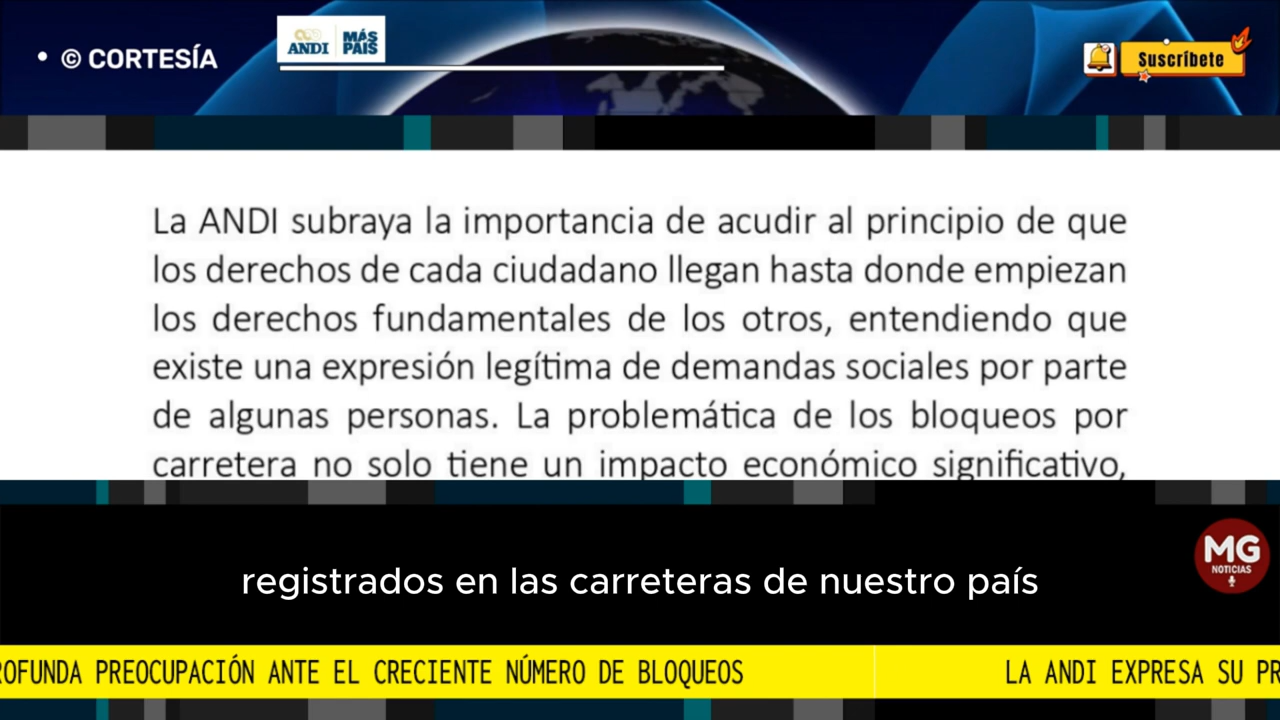 • © CORTESÍA
ANDI MÁS PAÍS
Suscríbete
La ANDI subraya la importancia de acudir al principio de que
los derechos de cada ciudadano llegan hasta donde empiezan
los derechos fundamentales de los otros, entendiendo que
existe una expresión legítima de demandas sociales por parte
de algunas personas. La problemática de los bloqueos por
carretera no solo tiene un impacto económico significativo,
registrados en las carreteras de nuestro país
MG
NOTICIAS
ROFUNDA PREOCUPACIÓN ANTE EL CRECIENTE NÚMERO DE BLOQUEOS
LA ANDI EXPRESA SU PR